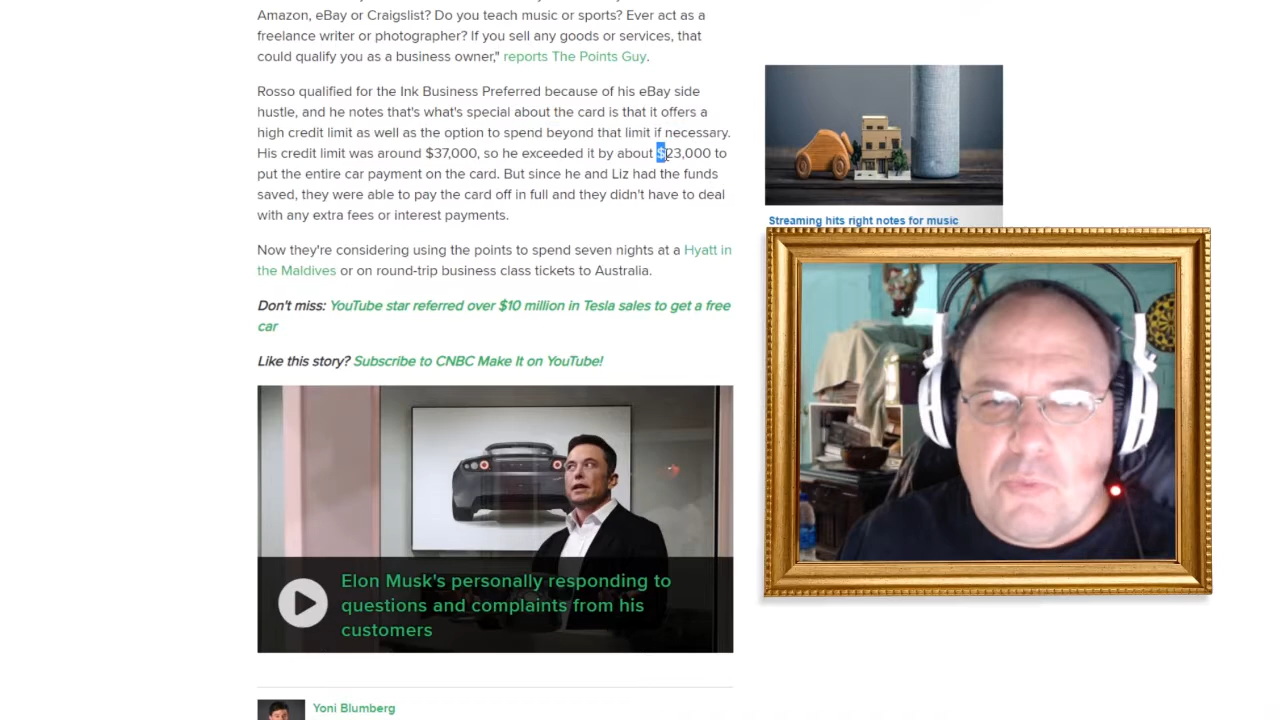 Amazon, eBay or Craigslist? Do you teach music or sports? Ever act as a
freelance writer or photographer? If you sell any goods or services, that
could qualify you as a business owner," reports The Points Guy.
Rosso qualified for the Ink Business Preferred because of his eBay side
hustle, and he notes that's what's special about the card is that it offers a
high credit limit as well as the option to spend beyond that limit if necessary.
His credit limit was around $37,000, so he exceeded it by about $23,000 to
put the entire car payment on the card. But since he and Liz had the funds
saved, they were able to pay the card off in full and they didn't have to deal
with any extra fees or interest payments.
Now they're considering using the points to spend seven nights at a Hyatt in
the Maldives or on round-trip business class tickets to Australia.
Don't miss: YouTube star referred over $10 million in Tesla sales to get a free
car
Like this story? Subscribe to CNBC Make It on YouTube!
Elon Musk's personally responding to
questions and complaints from his
customers
Yoni Blumberg
Streaming hits right notes for music